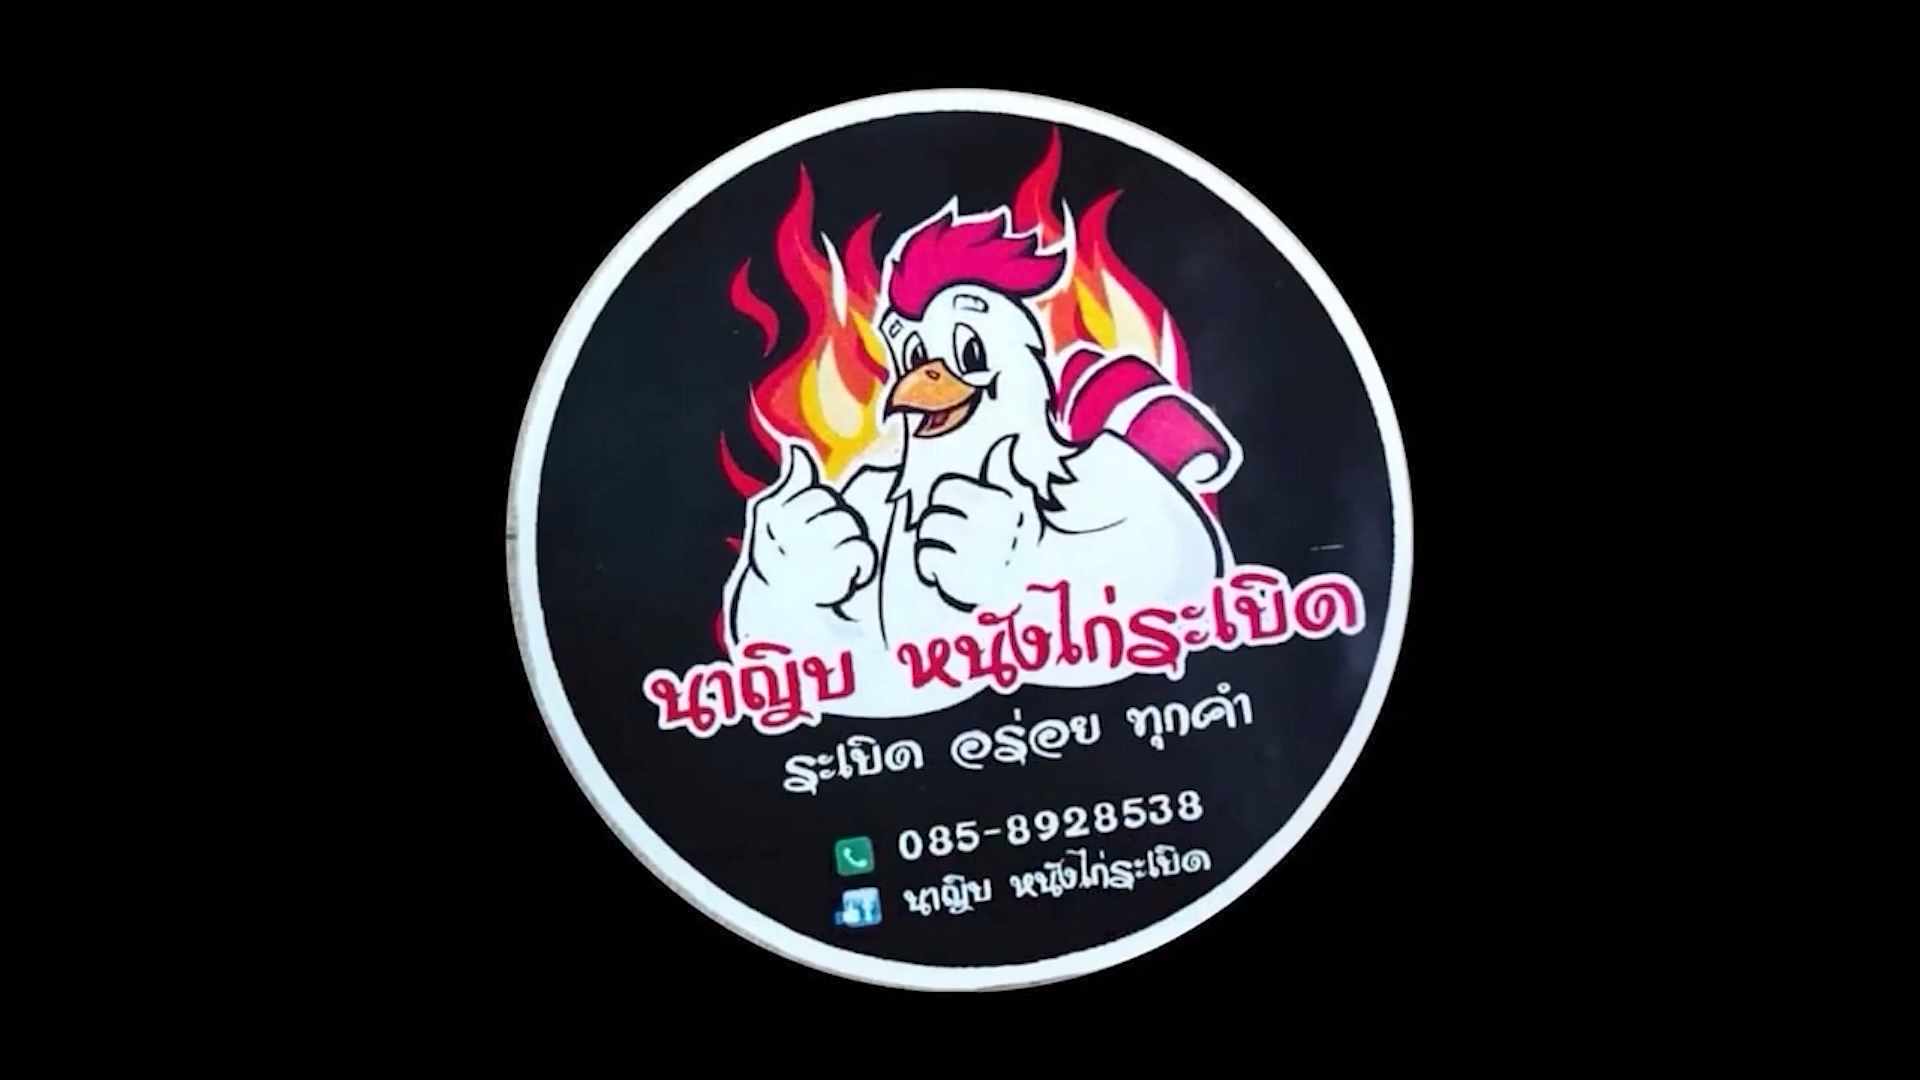 นาญิบ หนังไก่ระเบิด
ระเบิด อร่อย ทุกคำ
085-8928538
นาญิบ หนังไก่ระเบิด